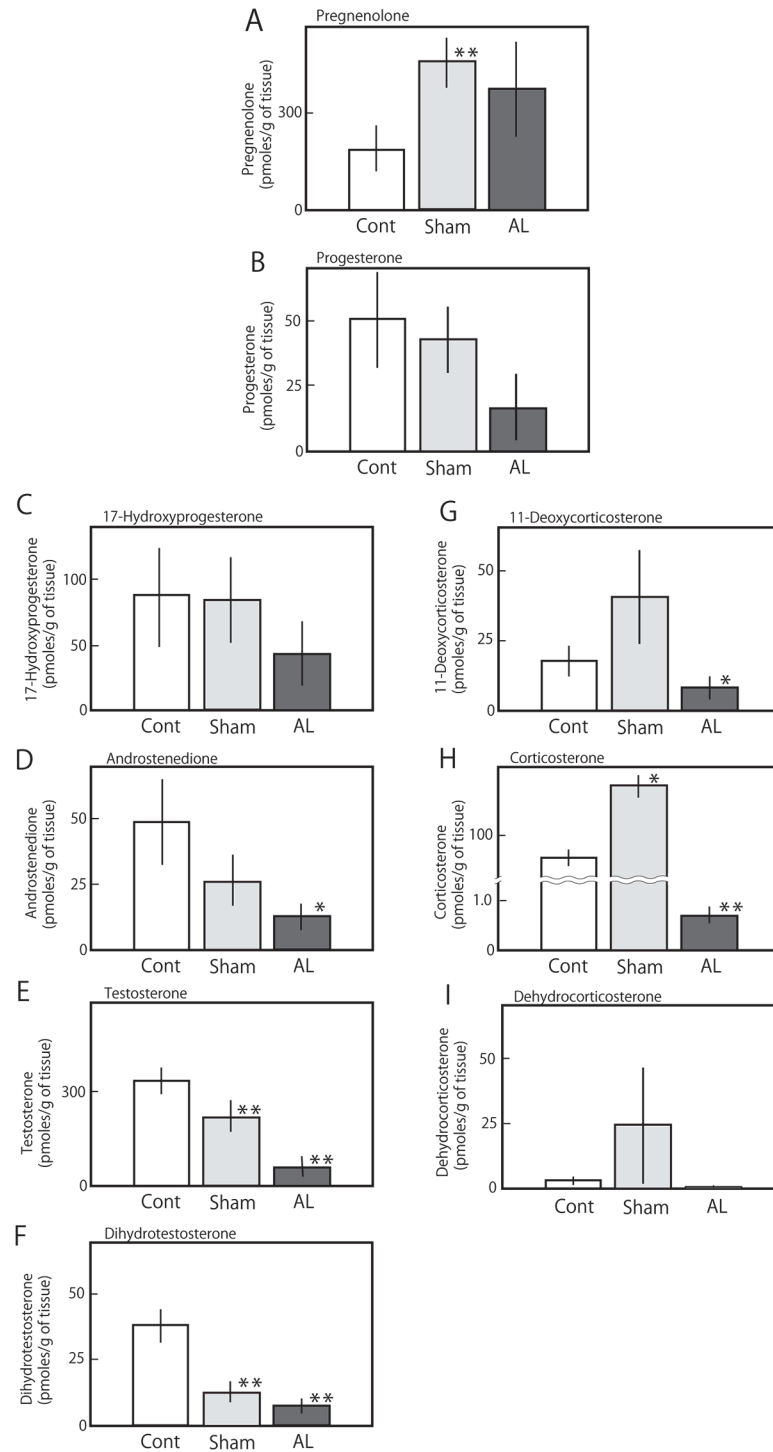 A
Pregnenolone
Pregnenolone
(pmoles/g of tissue)
300
0
**
Cont Sham AL
B
Progesterone
Progesterone
(pmoles/g of tissue)
50
25
0
Cont Sham AL
C
17-Hydroxyprogesterone
17-Hydroxyprogesterone
(pmoles/g of tissue)
100
50
0
Cont Sham AL
D
Androstenedione
Androstenedione
(pmoles/g of tissue)
50
25
0
*
Cont Sham AL
E
Testosterone
Testosterone
(pmoles/g of tissue)
300
0
**
**
Cont Sham AL
F
Dihydrotestosterone
Dihydrotestosterone
(pmoles/g of tissue)
50
25
0
**
**
Cont Sham AL
G
11-Deoxycorticosterone
11-Deoxycorticosterone
(pmoles/g of tissue)
50
25
0
*
Cont Sham AL
H
Corticosterone
Corticosterone
(pmoles/g of tissue)
100
1.0
0
*
**
Cont Sham AL
I
Dehydrocorticosterone
Dehydrocorticosterone
(pmoles/g of tissue)
50
25
0
Cont Sham AL